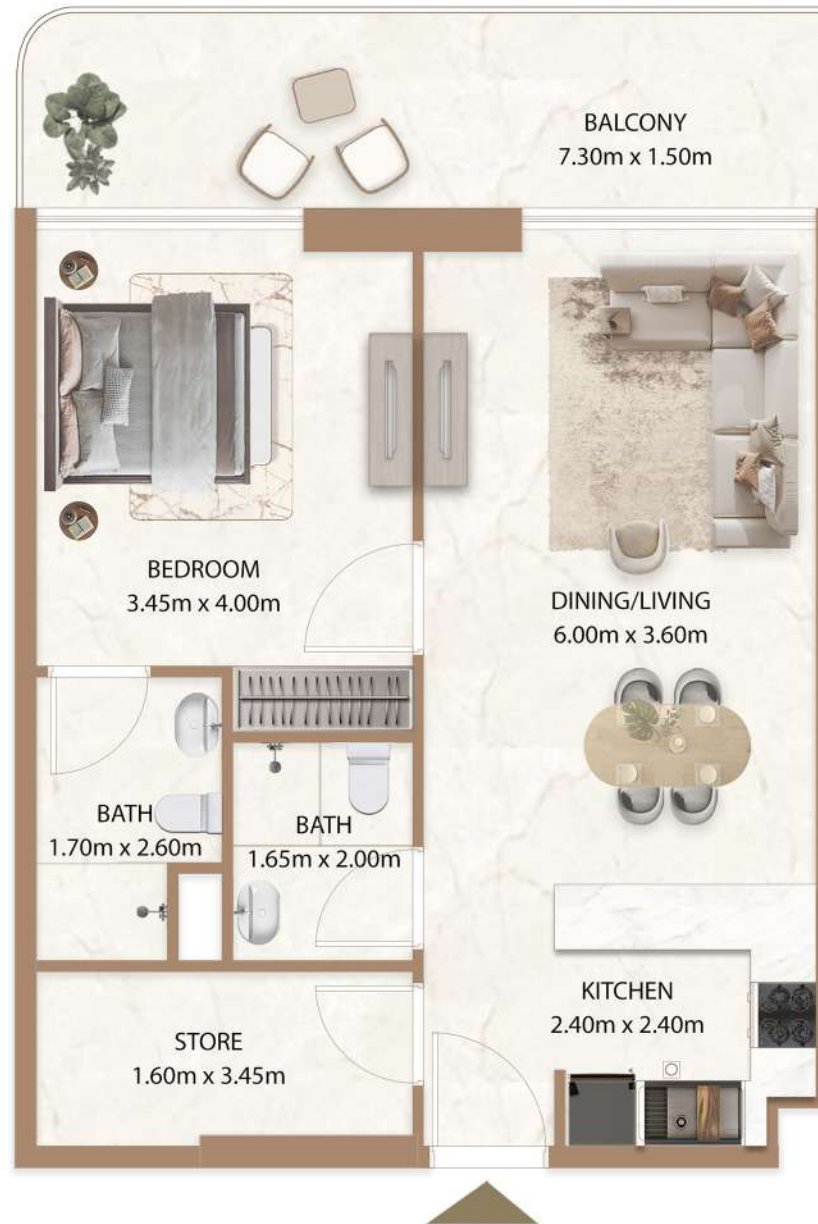 BALCONY
7.30m x 1.50m
BEDROOM
3.45m x 4.00m
DINING/LIVING
6.00m x 3.60m
BATH
1.70m x 2.60m
BATH
1.65m x 2.00m
KITCHEN
2.40m x 2.40m
STORE
1.60m x 3.45m